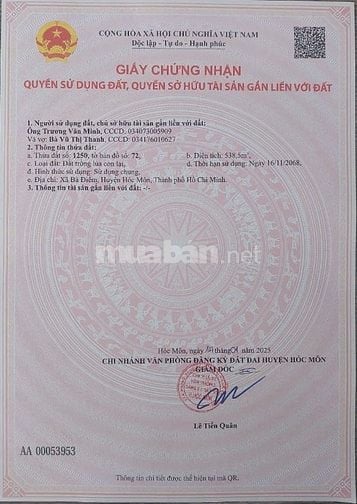 CỘNG HÒA XÃ HỘI CHỦ NGHĨA VIỆT NAM
Độc lập - Tự do - Hạnh phúc
GIẤY CHỨNG NHẬN
QUYỀN SỬ DỤNG ĐẤT, QUYỀN SỞ HỮU TÀI SẢN GẮN LIỀN VỚI ĐẤT
1. Người sử dụng đất, chủ sở hữu tài sản gắn liền với đất:
Ông Trương Văn Minh, CCCD: 034073005909
Và vợ: Bà Vũ Thị Thanh, CCCD: 034176010627
2. Thông tin thửa đất:
a. Thửa đất số: 1250, tờ bản đồ số: 72, b. Diện tích: 538,5m²,
c. Loại đất: Đất trồng lúa còn lại, d. Thời hạn sử dụng: Ngày 16/11/2068,
đ. Hình thức sử dụng: Sử dụng chung,
e. Địa chỉ: Xã Bà Điểm, Huyện Hóc Môn, Thành phố Hồ Chí Minh.
3. Thông tin tài sản gắn liền với đất: -/-
muaban.net
Hóc Môn, ngày tháng năm 2025
CHI NHÁNH VĂN PHÒNG ĐĂNG KÝ ĐẤT ĐAI HUYỆN HÓC MÔN
GIÁM ĐỐC
Lê Tiến Quân
AA 00053953
Thông tin chi tiết được thể hiện tại mã QR.